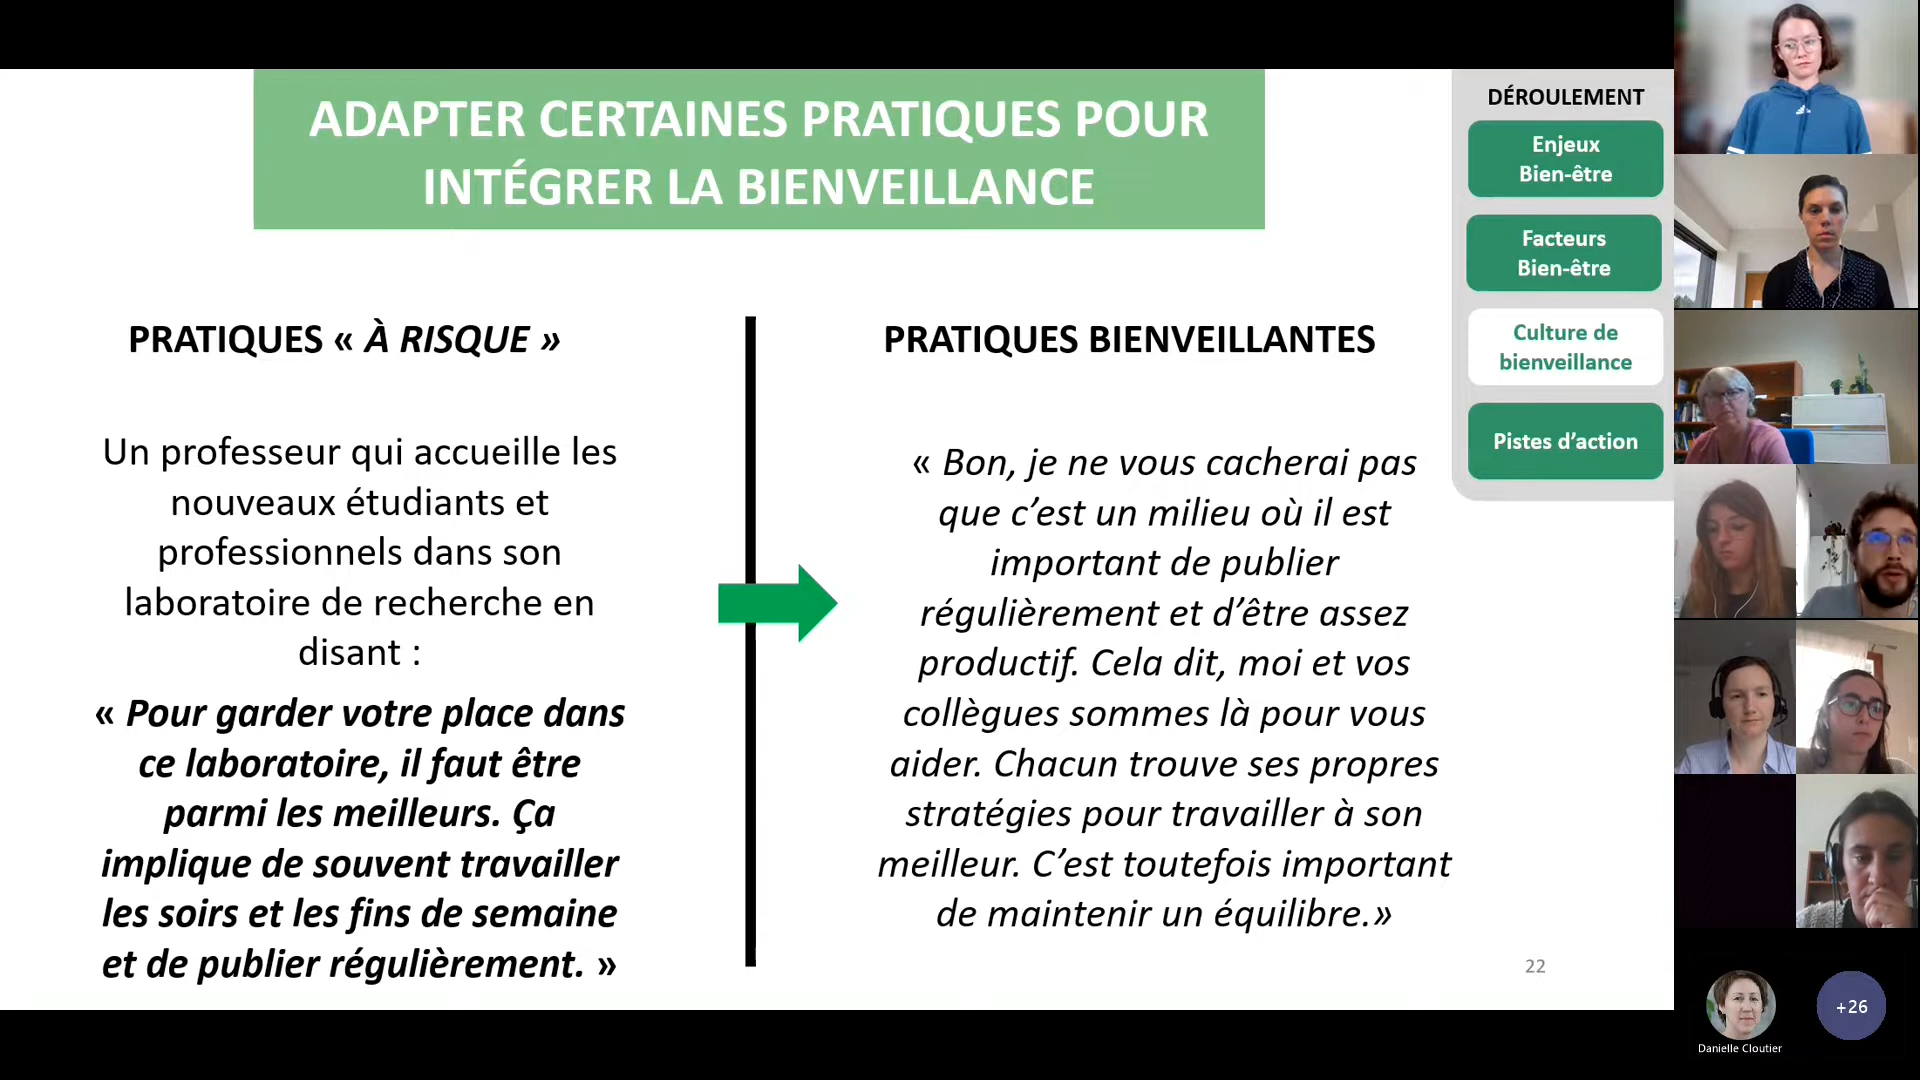 ADAPTER CERTAINES PRATIQUES POUR
INTÉGRER LA BIENVEILLANCE
PRATIQUES « À RISQUE »
Un professeur qui accueille les
nouveaux étudiants et
professionnels dans son
laboratoire de recherche en
disant :
« Pour garder votre place dans
ce laboratoire, il faut être
parmi les meilleurs. Ça
implique de souvent travailler
les soirs et les fins de semaine
et de publier régulièrement. »
PRATIQUES BIENVEILLANTES
« Bon, je ne vous cacherai pas
que c’est un milieu où il est
important de publier
régulièrement et d’être assez
productif. Cela dit, moi et vos
collègues sommes là pour vous
aider. Chacun trouve ses propres
stratégies pour travailler à son
meilleur. C’est toutefois important
de maintenir un équilibre.»
22
DÉROULEMENT
Enjeux
Bien-être
Facteurs
Bien-être
Culture de
bienveillance
Pistes d’action
+26
Danielle Cloutier